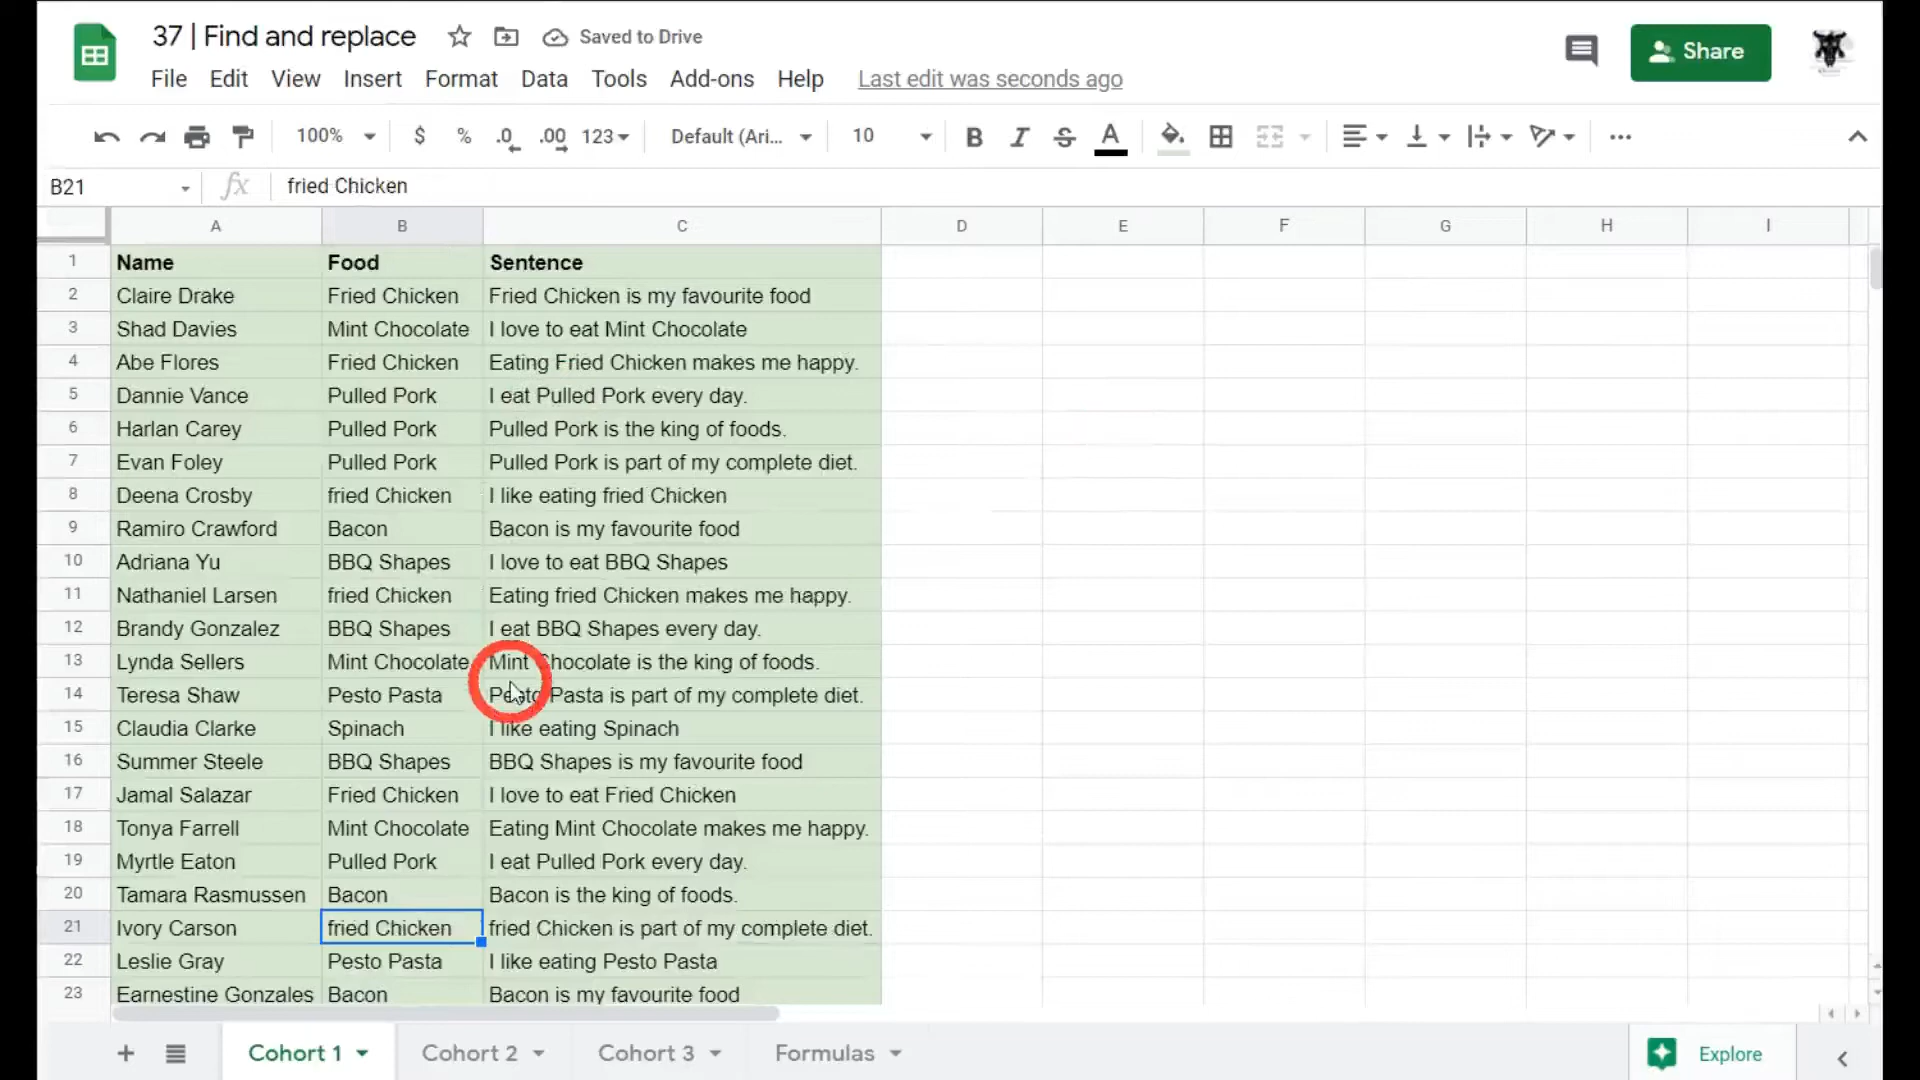 37 | Find and replace Saved to Drive
Share
File Edit View Insert Format Data Tools Add-ons Help Last edit was seconds ago
100% $ % .0 .00 123 Default (Ari... 10 B I S A
B21 fx fried Chicken
A B C D E F G H I
1 Name Food Sentence
2 Claire Drake Fried Chicken Fried Chicken is my favourite food
3 Shad Davies Mint Chocolate I love to eat Mint Chocolate
4 Abe Flores Fried Chicken Eating Fried Chicken makes me happy.
5 Dannie Vance Pulled Pork I eat Pulled Pork every day.
6 Harlan Carey Pulled Pork Pulled Pork is the king of foods.
7 Evan Foley Pulled Pork Pulled Pork is part of my complete diet.
8 Deena Crosby fried Chicken I like eating fried Chicken
9 Ramiro Crawford Bacon Bacon is my favourite food
10 Adriana Yu BBQ Shapes I love to eat BBQ Shapes
11 Nathaniel Larsen fried Chicken Eating fried Chicken makes me happy.
12 Brandy Gonzalez BBQ Shapes I eat BBQ Shapes every day.
13 Lynda Sellers Mint Chocolate Mint Chocolate is the king of foods.
14 Teresa Shaw Pesto Pasta Pesto Pasta is part of my complete diet.
15 Claudia Clarke Spinach I like eating Spinach
16 Summer Steele BBQ Shapes BBQ Shapes is my favourite food
17 Jamal Salazar Fried Chicken I love to eat Fried Chicken
18 Tonya Farrell Mint Chocolate Eating Mint Chocolate makes me happy.
19 Myrtle Eaton Pulled Pork I eat Pulled Pork every day.
20 Tamara Rasmussen Bacon Bacon is the king of foods.
21 Ivory Carson fried Chicken fried Chicken is part of my complete diet.
22 Leslie Gray Pesto Pasta I like eating Pesto Pasta
23 Earnestine Gonzales Bacon Bacon is my favourite food
Cohort 1 Cohort 2 Cohort 3 Formulas Explore